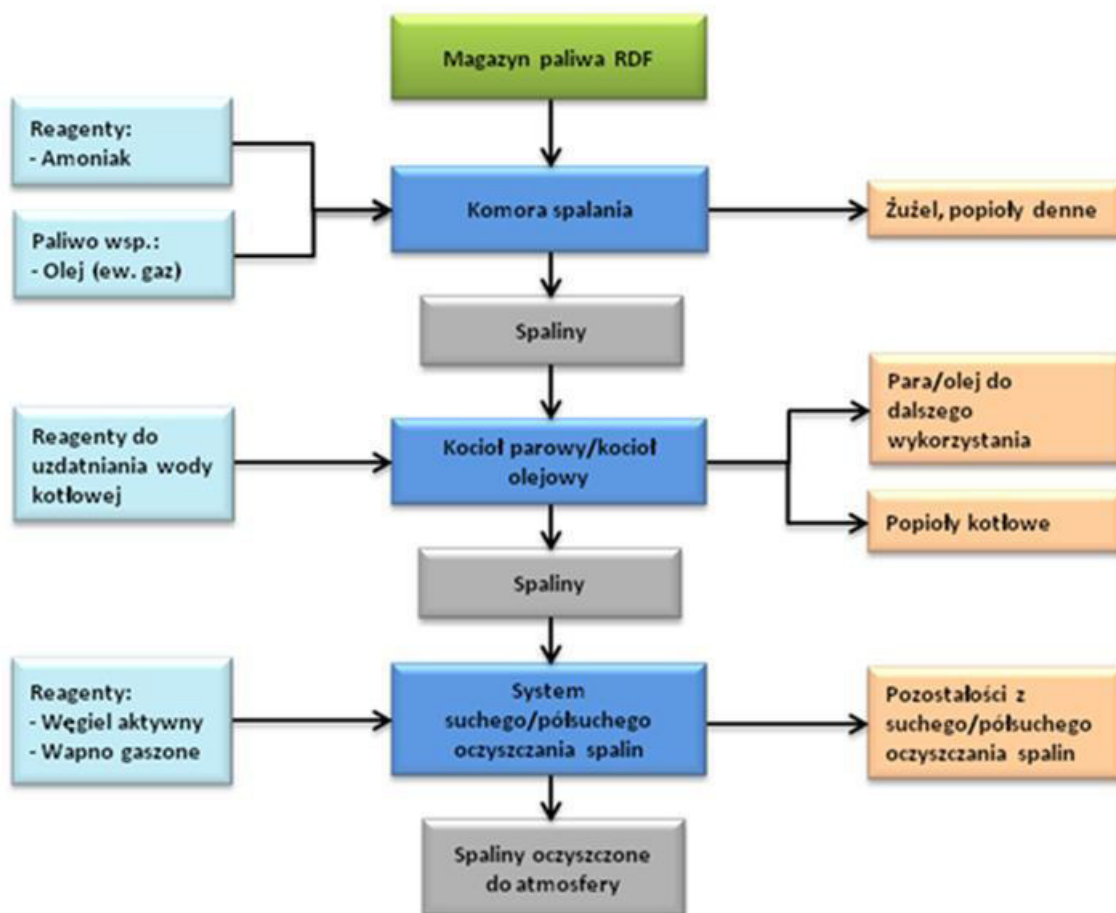 Magazyn paliwa RDF
Reagenty:
- Amoniak
Paliwo wsp.:
- Olej (ew. gaz)
Komora spalania
Żużel, popioły denne
Spaliny
Reagenty do
uzdatniania wody
kotłowej
Kocioł parowy/kocioł
olejowy
Para/olej do
dalszego
wykorzystania
Popioły kotłowe
Spaliny
Reagenty:
- Węgiel aktywny
- Wapno gaszone
System
suchego/półsuchego
oczyszczania spalin
Pozostałości z
suchego/półsuchego
oczyszczania spalin
Spaliny oczyszczone
do atmosfery